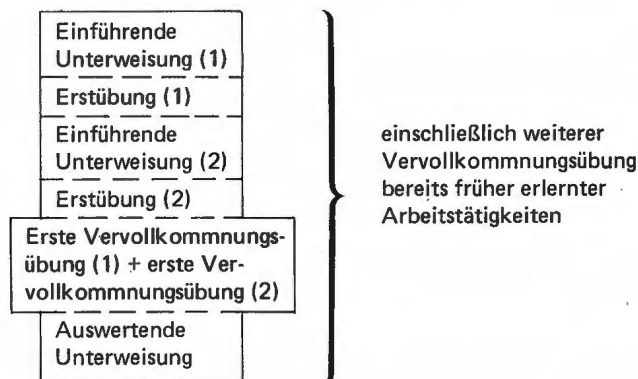 Einführende
Unterweisung (1)
Erstübung (1)
Einführende
Unterweisung (2)
Erstübung (2)
Erste Vervollkommnungs-
übung (1) + erste Ver-
vollkommnungsübung (2)
Auswertende
Unterweisung
einschließlich weiterer
Vervollkommnungsübung
bereits früher erlernter
Arbeitstätigkeiten